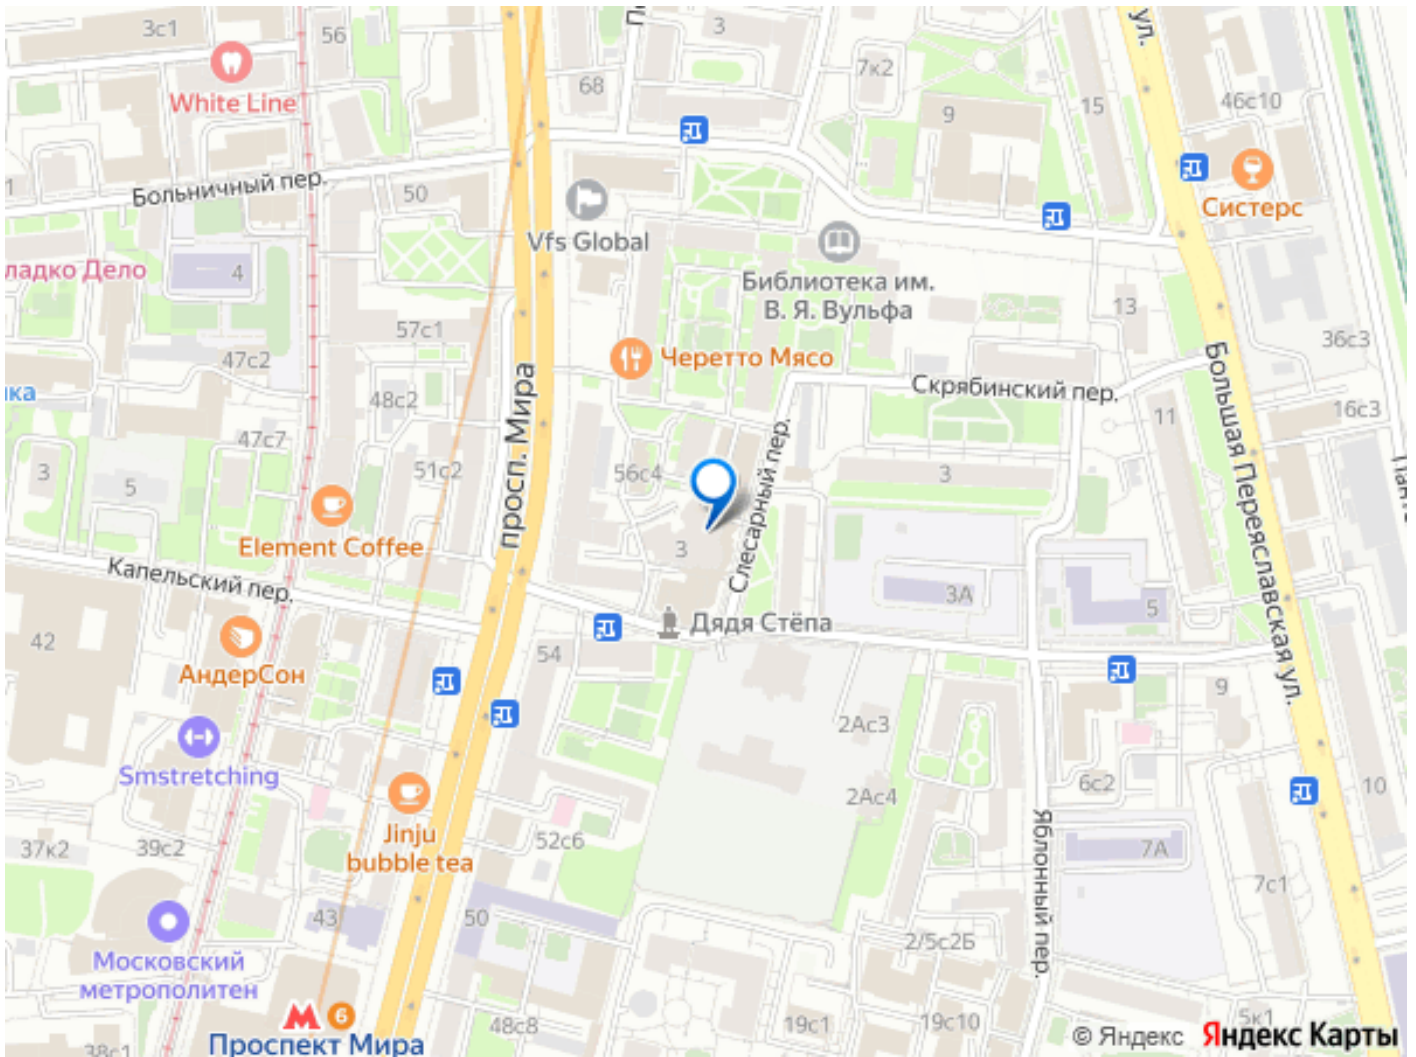 3с1
56
White Line
3
68
7к2
ул.
15
9
46с10
Больничный пер.
50
Систерс
Vfs Global
ладко Дело
4
Библиотека им.
В. Я. Вульфа
57с1
13
36с3
47с2
Черетто Мясо
ка
48с2
просп. Мира
Скрябинский пер.
Большая Переяславская ул.
16с3
11
47с7
51с2
56с4
Слесарный пер.
3
3
5
Element Coffee
3
Капельский пер.
3А
5
Дядя Стёпа
42
АндерСон
54
9
2Ас3
Smstretching
6с2
10
2Ас4
Jinju
bubble tea
37к2
39с2
52с6
Яблонный пер.
7А
7с1
43
50
2/5с2Б
Московский
метрополитен
6
Проспект Мира
48с8
19с1
19с10
5к1
38с1
© Яндекс Яндекс Карты